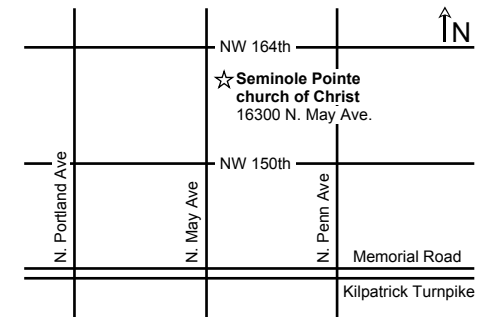 N
NW 164th
Seminole Pointe
church of Christ
16300 N. May Ave.
NW 150th
N. Portland Ave
N. May Ave
N. Penn Ave
Memorial Road
Kilpatrick Turnpike